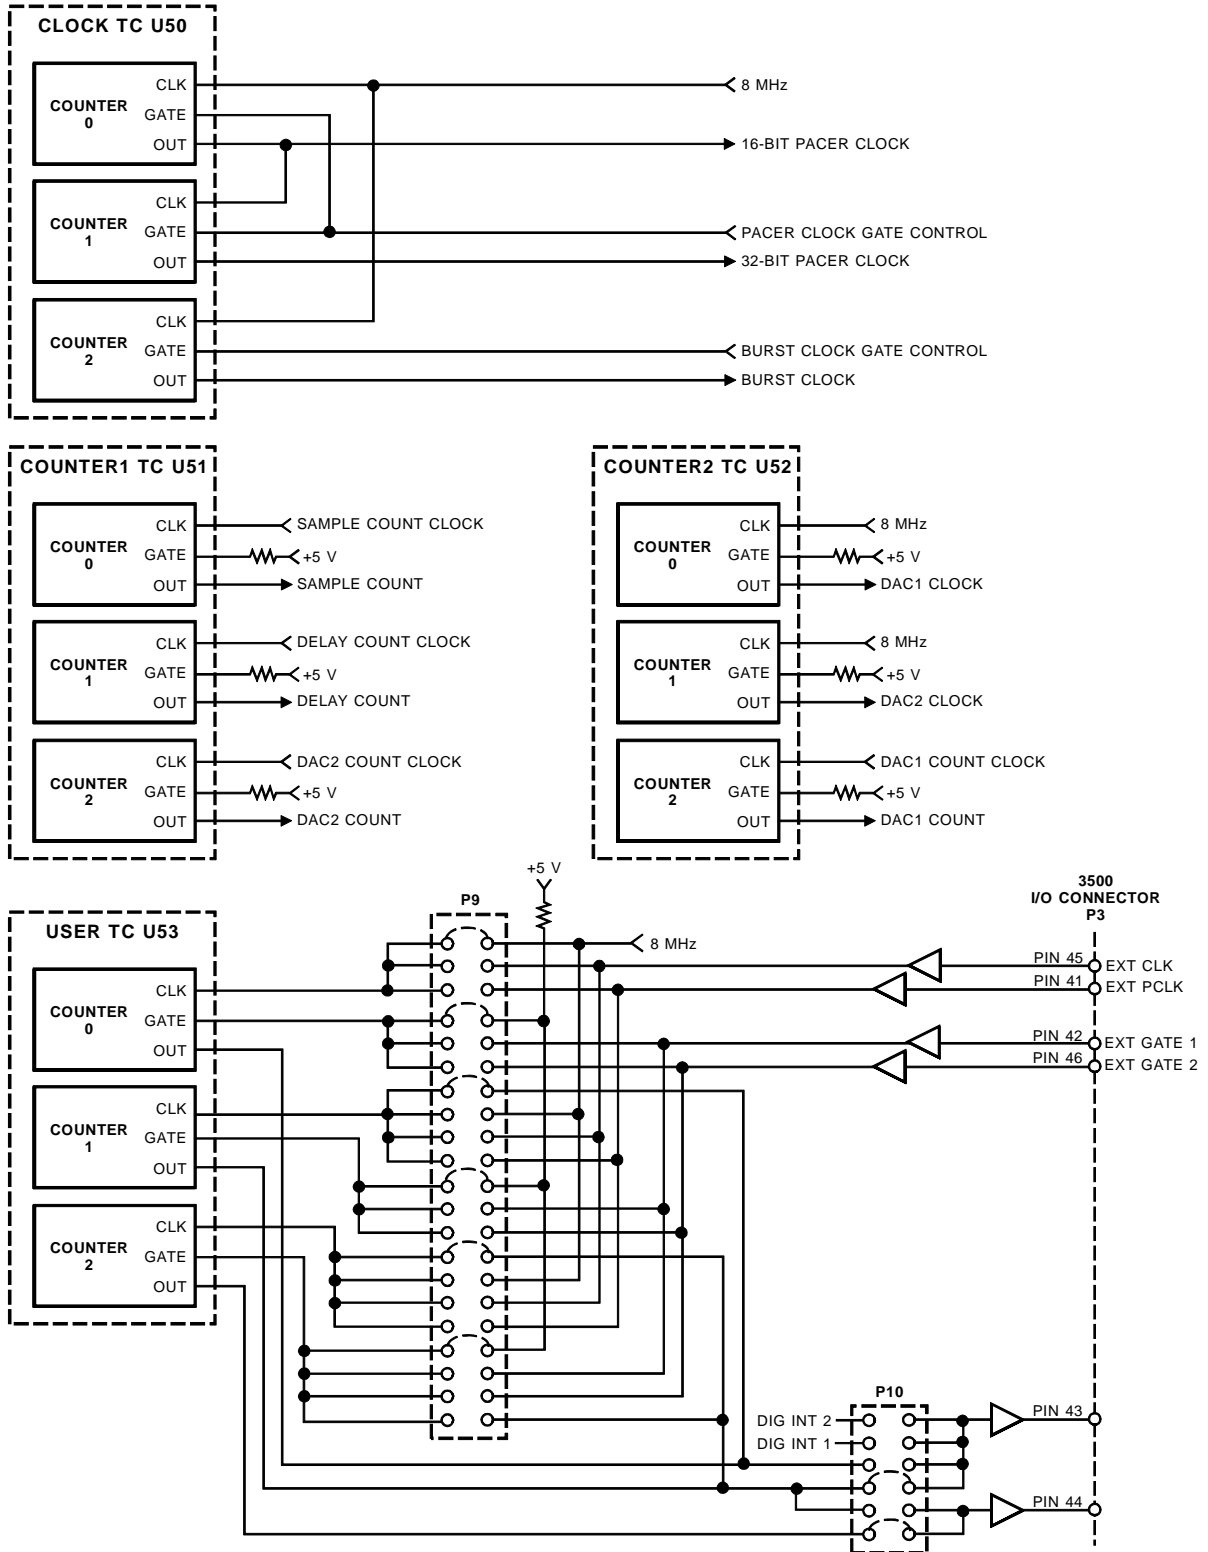 CLOCK TC U50
COUNTER
0
CLK
GATE
OUT
8 MHz
16-BIT PACER CLOCK
COUNTER
1
CLK
GATE
OUT
PACER CLOCK GATE CONTROL
32-BIT PACER CLOCK
COUNTER
2
CLK
GATE
OUT
BURST CLOCK GATE CONTROL
BURST CLOCK
COUNTER1 TC U51
COUNTER
0
CLK
GATE
OUT
SAMPLE COUNT CLOCK
+5 V
SAMPLE COUNT
COUNTER
1
CLK
GATE
OUT
DELAY COUNT CLOCK
+5 V
DELAY COUNT
COUNTER
2
CLK
GATE
OUT
DAC2 COUNT CLOCK
+5 V
DAC2 COUNT
COUNTER2 TC U52
COUNTER
0
CLK
GATE
OUT
8 MHz
+5 V
DAC1 CLOCK
COUNTER
1
CLK
GATE
OUT
8 MHz
+5 V
DAC2 CLOCK
COUNTER
2
CLK
GATE
OUT
DAC1 COUNT CLOCK
+5 V
DAC1 COUNT
USER TC U53
COUNTER
0
CLK
GATE
OUT
COUNTER
1
CLK
GATE
OUT
COUNTER
2
CLK
GATE
OUT
P9
+5 V
8 MHz
3500
I/O CONNECTOR
P3
PIN 45
EXT CLK
PIN 41
EXT PCLK
PIN 42
EXT GATE 1
PIN 46
EXT GATE 2
P10
DIG INT 2
DIG INT 1
PIN 43
PIN 44